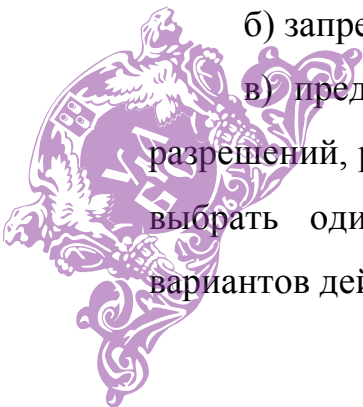 б) запре
в) пред
разрешений, р
выбрать оди
вариантов дей